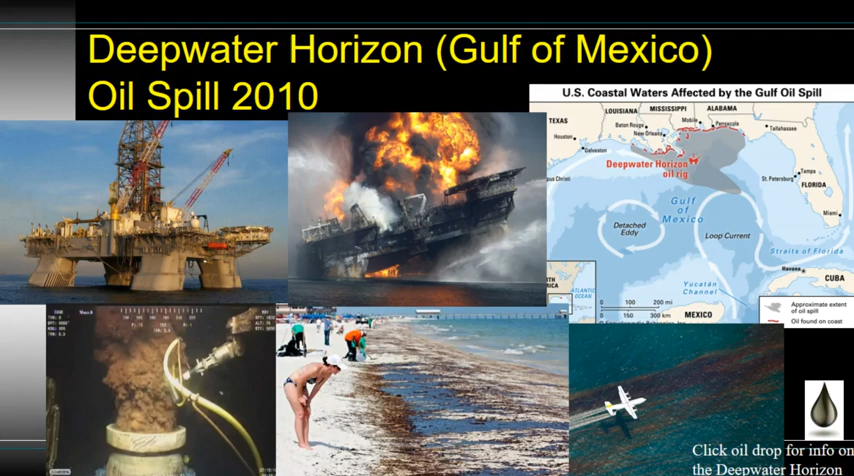 Deepwater Horizon (Gulf of Mexico)
Oil Spill 2010
U.S. Coastal Waters Affected by the Gulf Oil Spill
LOUISIANA MISSISSIPPI ALABAMA
TEXAS
Baton Rouge
Mobile
Pensacola
Tallahassee
Houston
New Orleans
Galveston
Deepwater Horizon
oil rig
pus Christi
St. Petersburg
Tampa
FLORIDA
Gulf
of
Mexico
Miami
Detached
Eddy
Loop Current
Straits of Florida
Havana
CUBA
Yucatán
Channel
ATLANTIC
OCEAN
0 100 200 mi
0 150 300 km
MEXICO
Approximate extent
of oil spill
Oil found on coast
Click oil drop for info on
the Deepwater Horizon